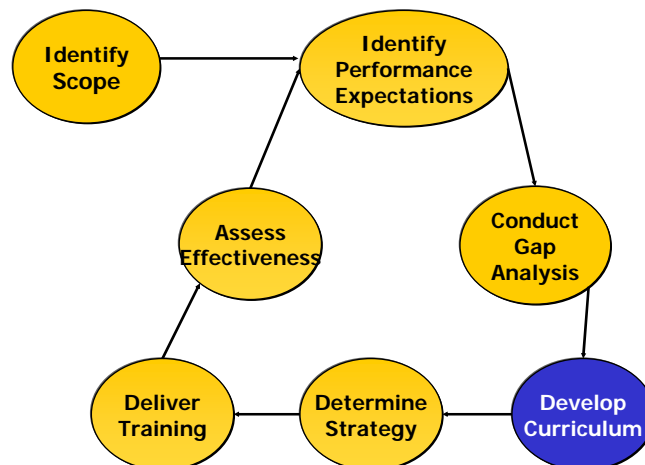 Identify
Scope
Identify
Performance
Expectations
Conduct
Gap
Analysis
Develop
Curriculum
Determine
Strategy
Deliver
Training
Assess
Effectiveness